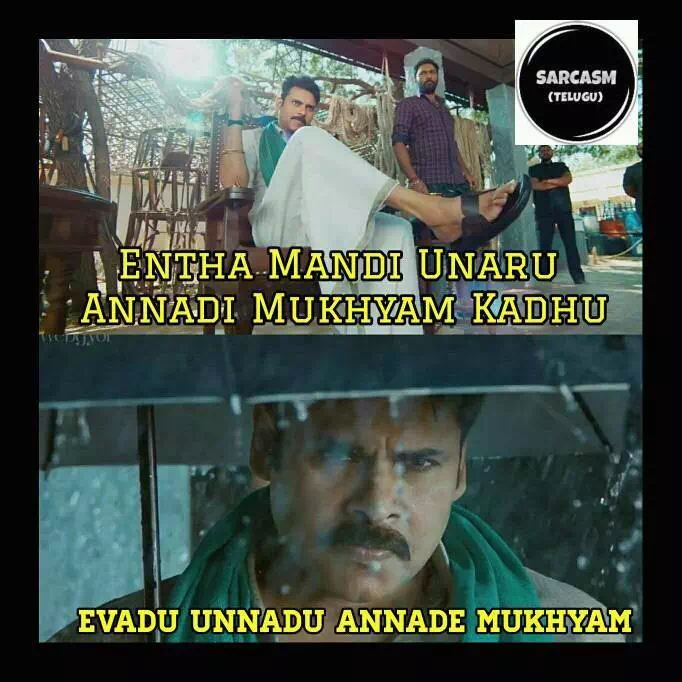 SARCASM
(TELUGU)
Entha Mandi Unaru
Annadi Mukhyam Kadhu
EVADU UNNADU ANNADE MUKHYAM